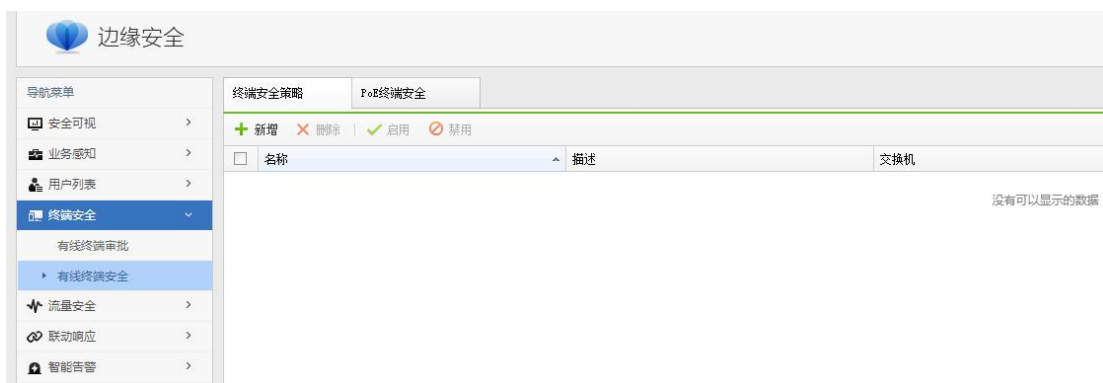 边缘安全
导航菜单
安全可视
业务感知
用户列表
终端安全
有线终端审批
有线终端安全
流量安全
联动响应
智能告警
终端安全策略 PoE终端安全
新增 删除 启用 禁用
名称 描述 交换机
没有可以显示的数据